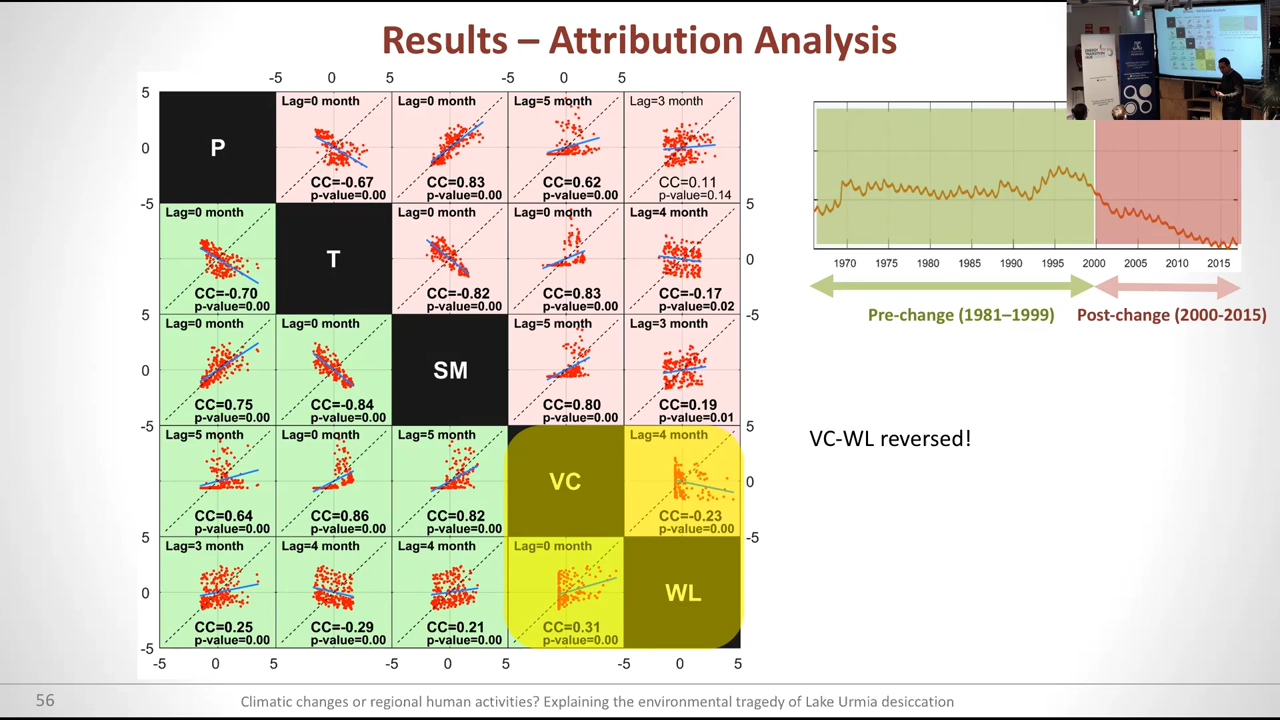 Results – Attribution Analysis
-5 0 5 -5 0 5
5 0 -5
P
Lag=0 month
CC=-0.67
p-value=0.00
Lag=0 month
CC=0.83
p-value=0.00
Lag=5 month
CC=0.62
p-value=0.00
Lag=3 month
CC=0.11
p-value=0.14
Lag=0 month
CC=-0.70
p-value=0.00
T
Lag=0 month
CC=-0.82
p-value=0.00
Lag=0 month
CC=0.83
p-value=0.00
Lag=4 month
CC=-0.17
p-value=0.02
5 0 -5
5 0 -5
Lag=0 month
CC=0.75
p-value=0.00
Lag=0 month
CC=-0.84
p-value=0.00
SM
Lag=5 month
CC=0.80
p-value=0.00
Lag=3 month
CC=0.19
p-value=0.01
Lag=5 month
CC=0.64
p-value=0.00
Lag=0 month
CC=0.86
p-value=0.00
Lag=5 month
CC=0.82
p-value=0.00
VC
Lag=4 month
CC=-0.23
p-value=0.00
5 0 -5
5 0 -5
Lag=3 month
CC=0.25
p-value=0.00
Lag=4 month
CC=-0.29
p-value=0.00
Lag=4 month
CC=0.21
p-value=0.00
Lag=0 month
CC=0.31
p-value=0.00
WL
-5 0 5 -5 0 5 -5 0 5
1970 1975 1980 1985 1990 1995 2000 2005 2010 2015
Pre-change (1981–1999)
Post-change (2000-2015)
VC-WL reversed!
56
Climatic changes or regional human activities? Explaining the environmental tragedy of Lake Urmia desiccation